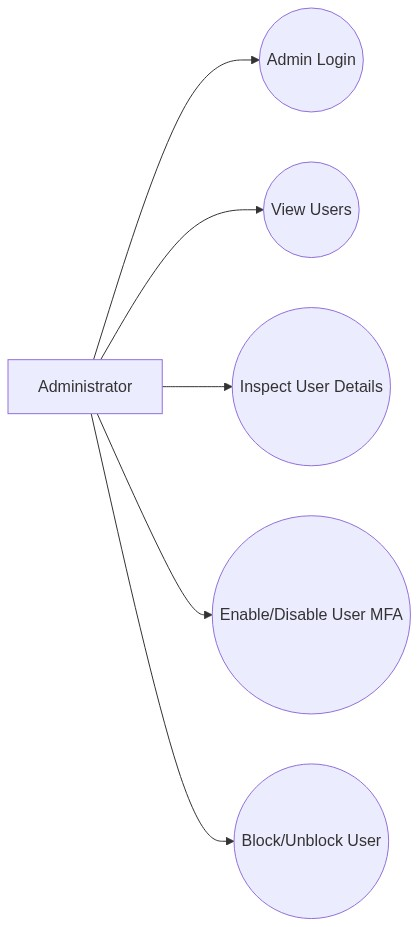 Admin Login
View Users
Administrator
Inspect User Details
Enable/Disable User MFA
Block/Unblock User